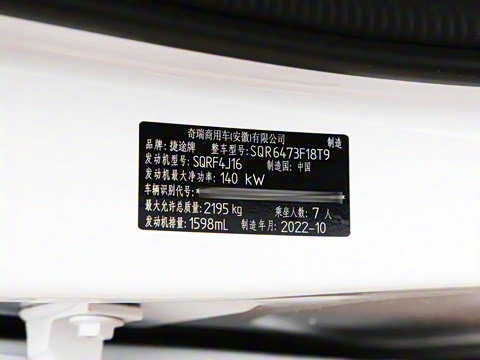 奇瑞商用车(安徽)有限公司 制造
品牌: 捷途牌 整车型号: SQR6473F18T9
发动机型号: SQRF4J16 制造国: 中国
发动机最大净功率: 140 kW
车辆识别代号: * *
最大允许总质量: 2195 kg 乘座人数: 7 人
发动机排量: 1598mL 制造年月: 2022-10